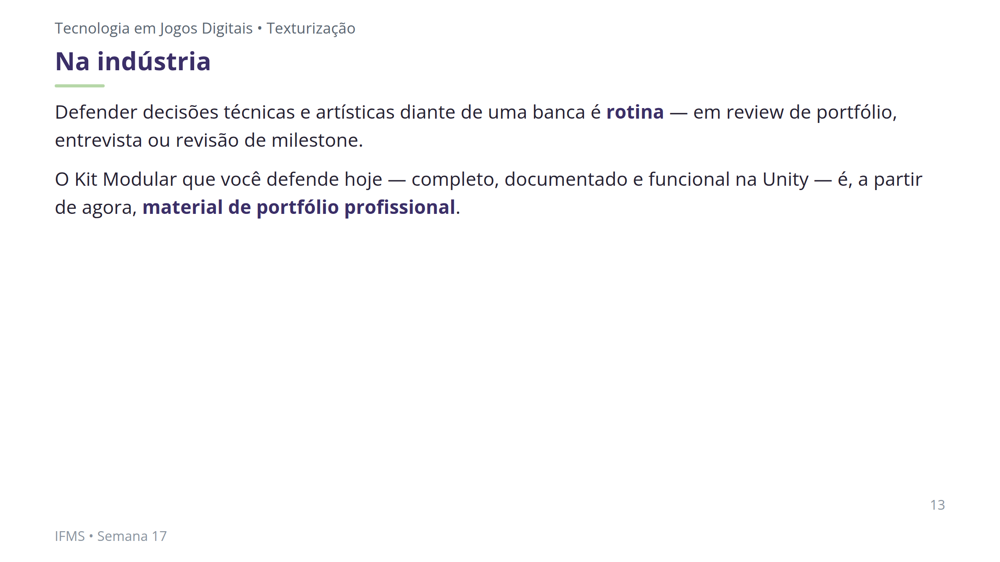 Tecnologia em Jogos Digitais • Texturização
Na indústria
Defender decisões técnicas e artísticas diante de uma banca é rotina — em review de portfólio,
entrevista ou revisão de milestone.
O Kit Modular que você defende hoje — completo, documentado e funcional na Unity — é, a partir
de agora, material de portfólio profissional.
13
IFMS • Semana 17